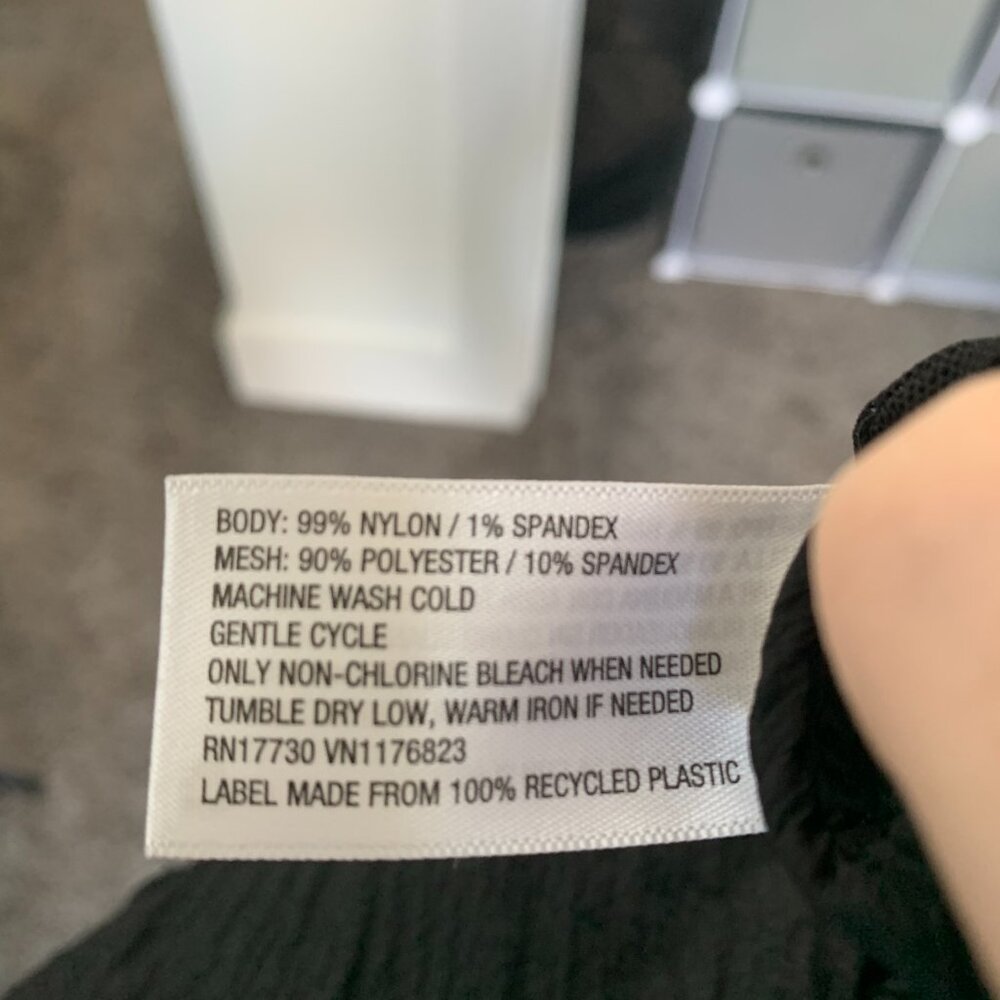 BODY: 99% NYLON / 1% SPANDEX
MESH: 90% POLYESTER / 10% SPANDEX
MACHINE WASH COLD
GENTLE CYCLE
ONLY NON-CHLORINE BLEACH WHEN NEEDED
TUMBLE DRY LOW, WARM IRON IF NEEDED
RN17730 VN1176823
LABEL MADE FROM 100% RECYCLED PLASTIC